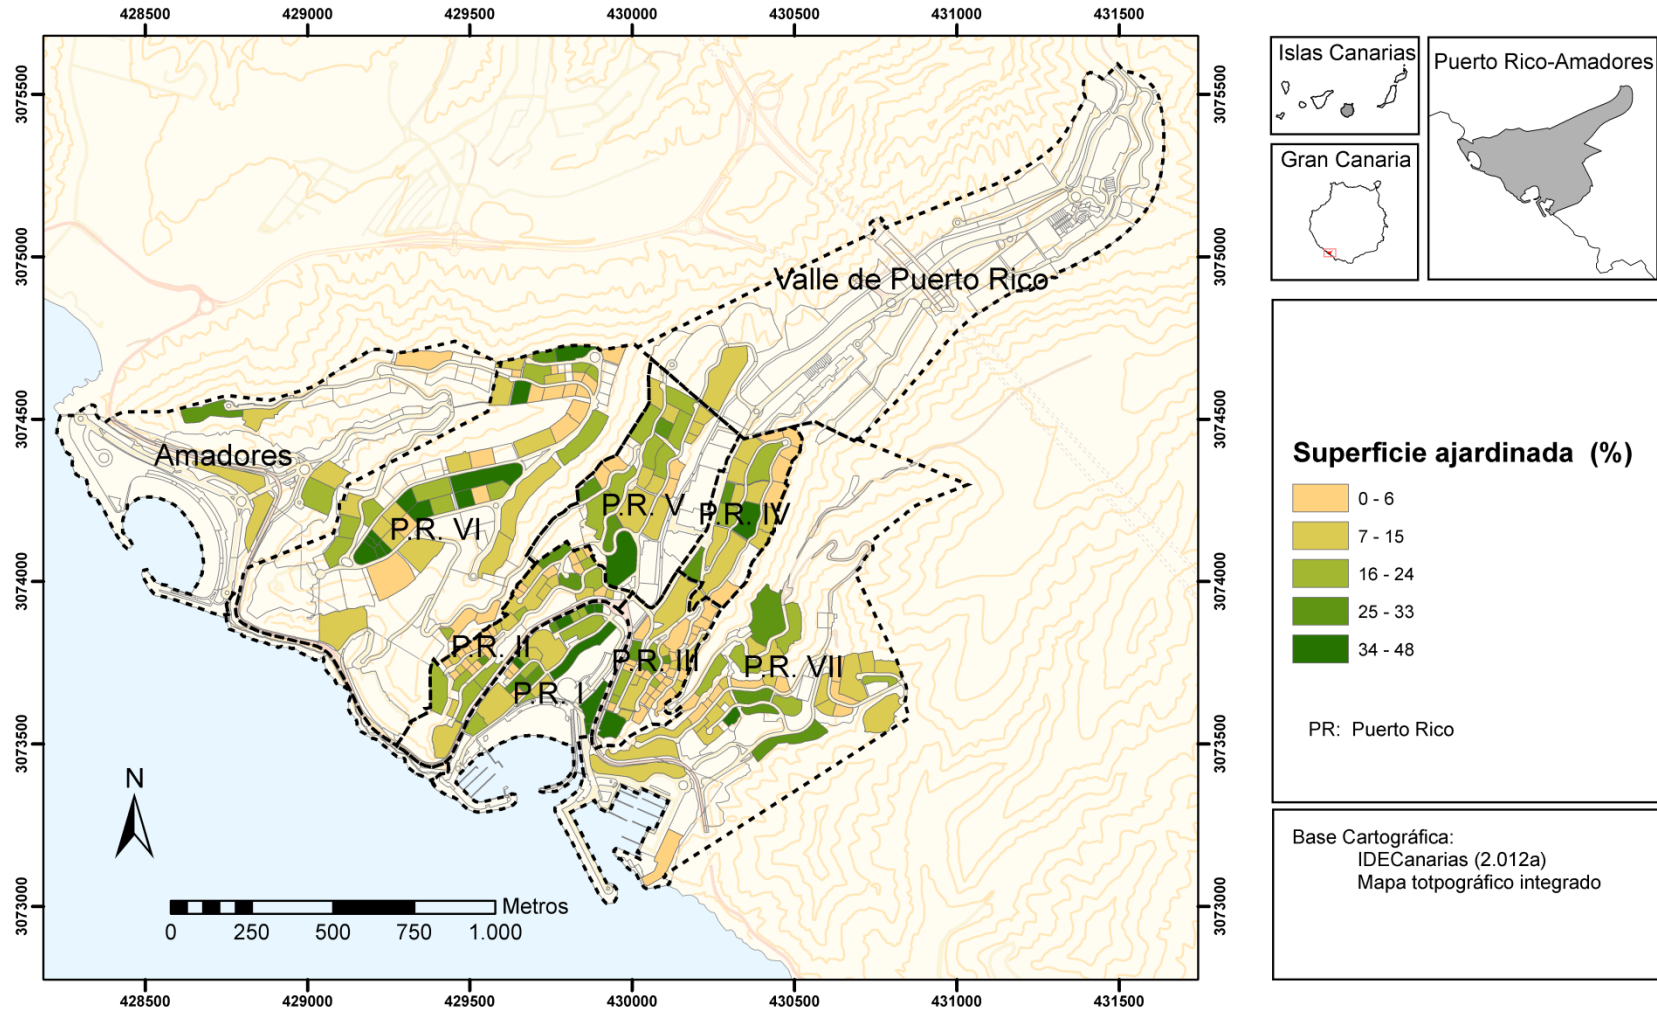 428500 429000 429500 430000 430500 431000 431500
3075500
3075000
3074500
3074000
3073500
3073000
Valle de Puerto Rico
Amadores
P.R. VI
P.R. V
P.R. IV
P.R. II
P.R. III
P.R. VII
P.R. I
N
Metros
0 250 500 750 1.000
3075500
3075000
3074500
3074000
3073500
3073000
428500 429000 429500 430000 430500 431000 431500
Islas Canarias
Gran Canaria
Puerto Rico-Amadores
Superficie ajardinada (%)
0 - 6
7 - 15
16 - 24
25 - 33
34 - 48
PR: Puerto Rico
Base Cartográfica:
IDECanarias (2.012a)
Mapa totpográfico integrado